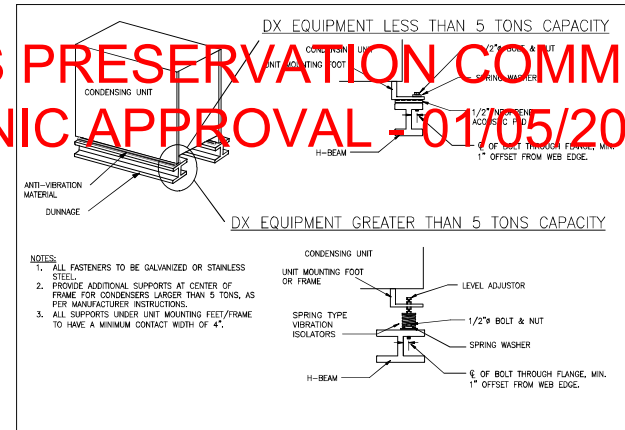 DX EQUIPMENT LESS THAN 5 TONS CAPACITY
S PRESERVATION COMM
NIC APPROVAL - 01/05/20
CONDENSING UNIT
CONDENSING UNIT
UNIT MOUNTING FOOT
1/2"ø BOLT & NUT
SPRING WASHER
1/2" NEOPRENE
ACOUSTIC PAD
℄ OF BOLT THROUGH FLANGE, MIN.
1" OFFSET FROM WEB EDGE.
H-BEAM
ANTI-VIBRATION
MATERIAL
DUNNAGE
DX EQUIPMENT GREATER THAN 5 TONS CAPACITY
NOTES:
1. ALL FASTENERS TO BE GALVANIZED OR STAINLESS
STEEL.
2. PROVIDE ADDITIONAL SUPPORTS AT CENTER OF
FRAME FOR CONDENSERS LARGER THAN 5 TONS, AS
PER MANUFACTURER INSTRUCTIONS.
3. ALL SUPPORTS UNDER UNIT MOUNTING FEET/FRAME
TO HAVE A MINIMUM CONTACT WIDTH OF 4".
CONDENSING UNIT
UNIT MOUNTING FOOT
OR FRAME
LEVEL ADJUSTOR
SPRING TYPE
VIBRATION
ISOLATORS
1/2"ø BOLT & NUT
SPRING WASHER
H-BEAM
℄ OF BOLT THROUGH FLANGE, MIN.
1" OFFSET FROM WEB EDGE.